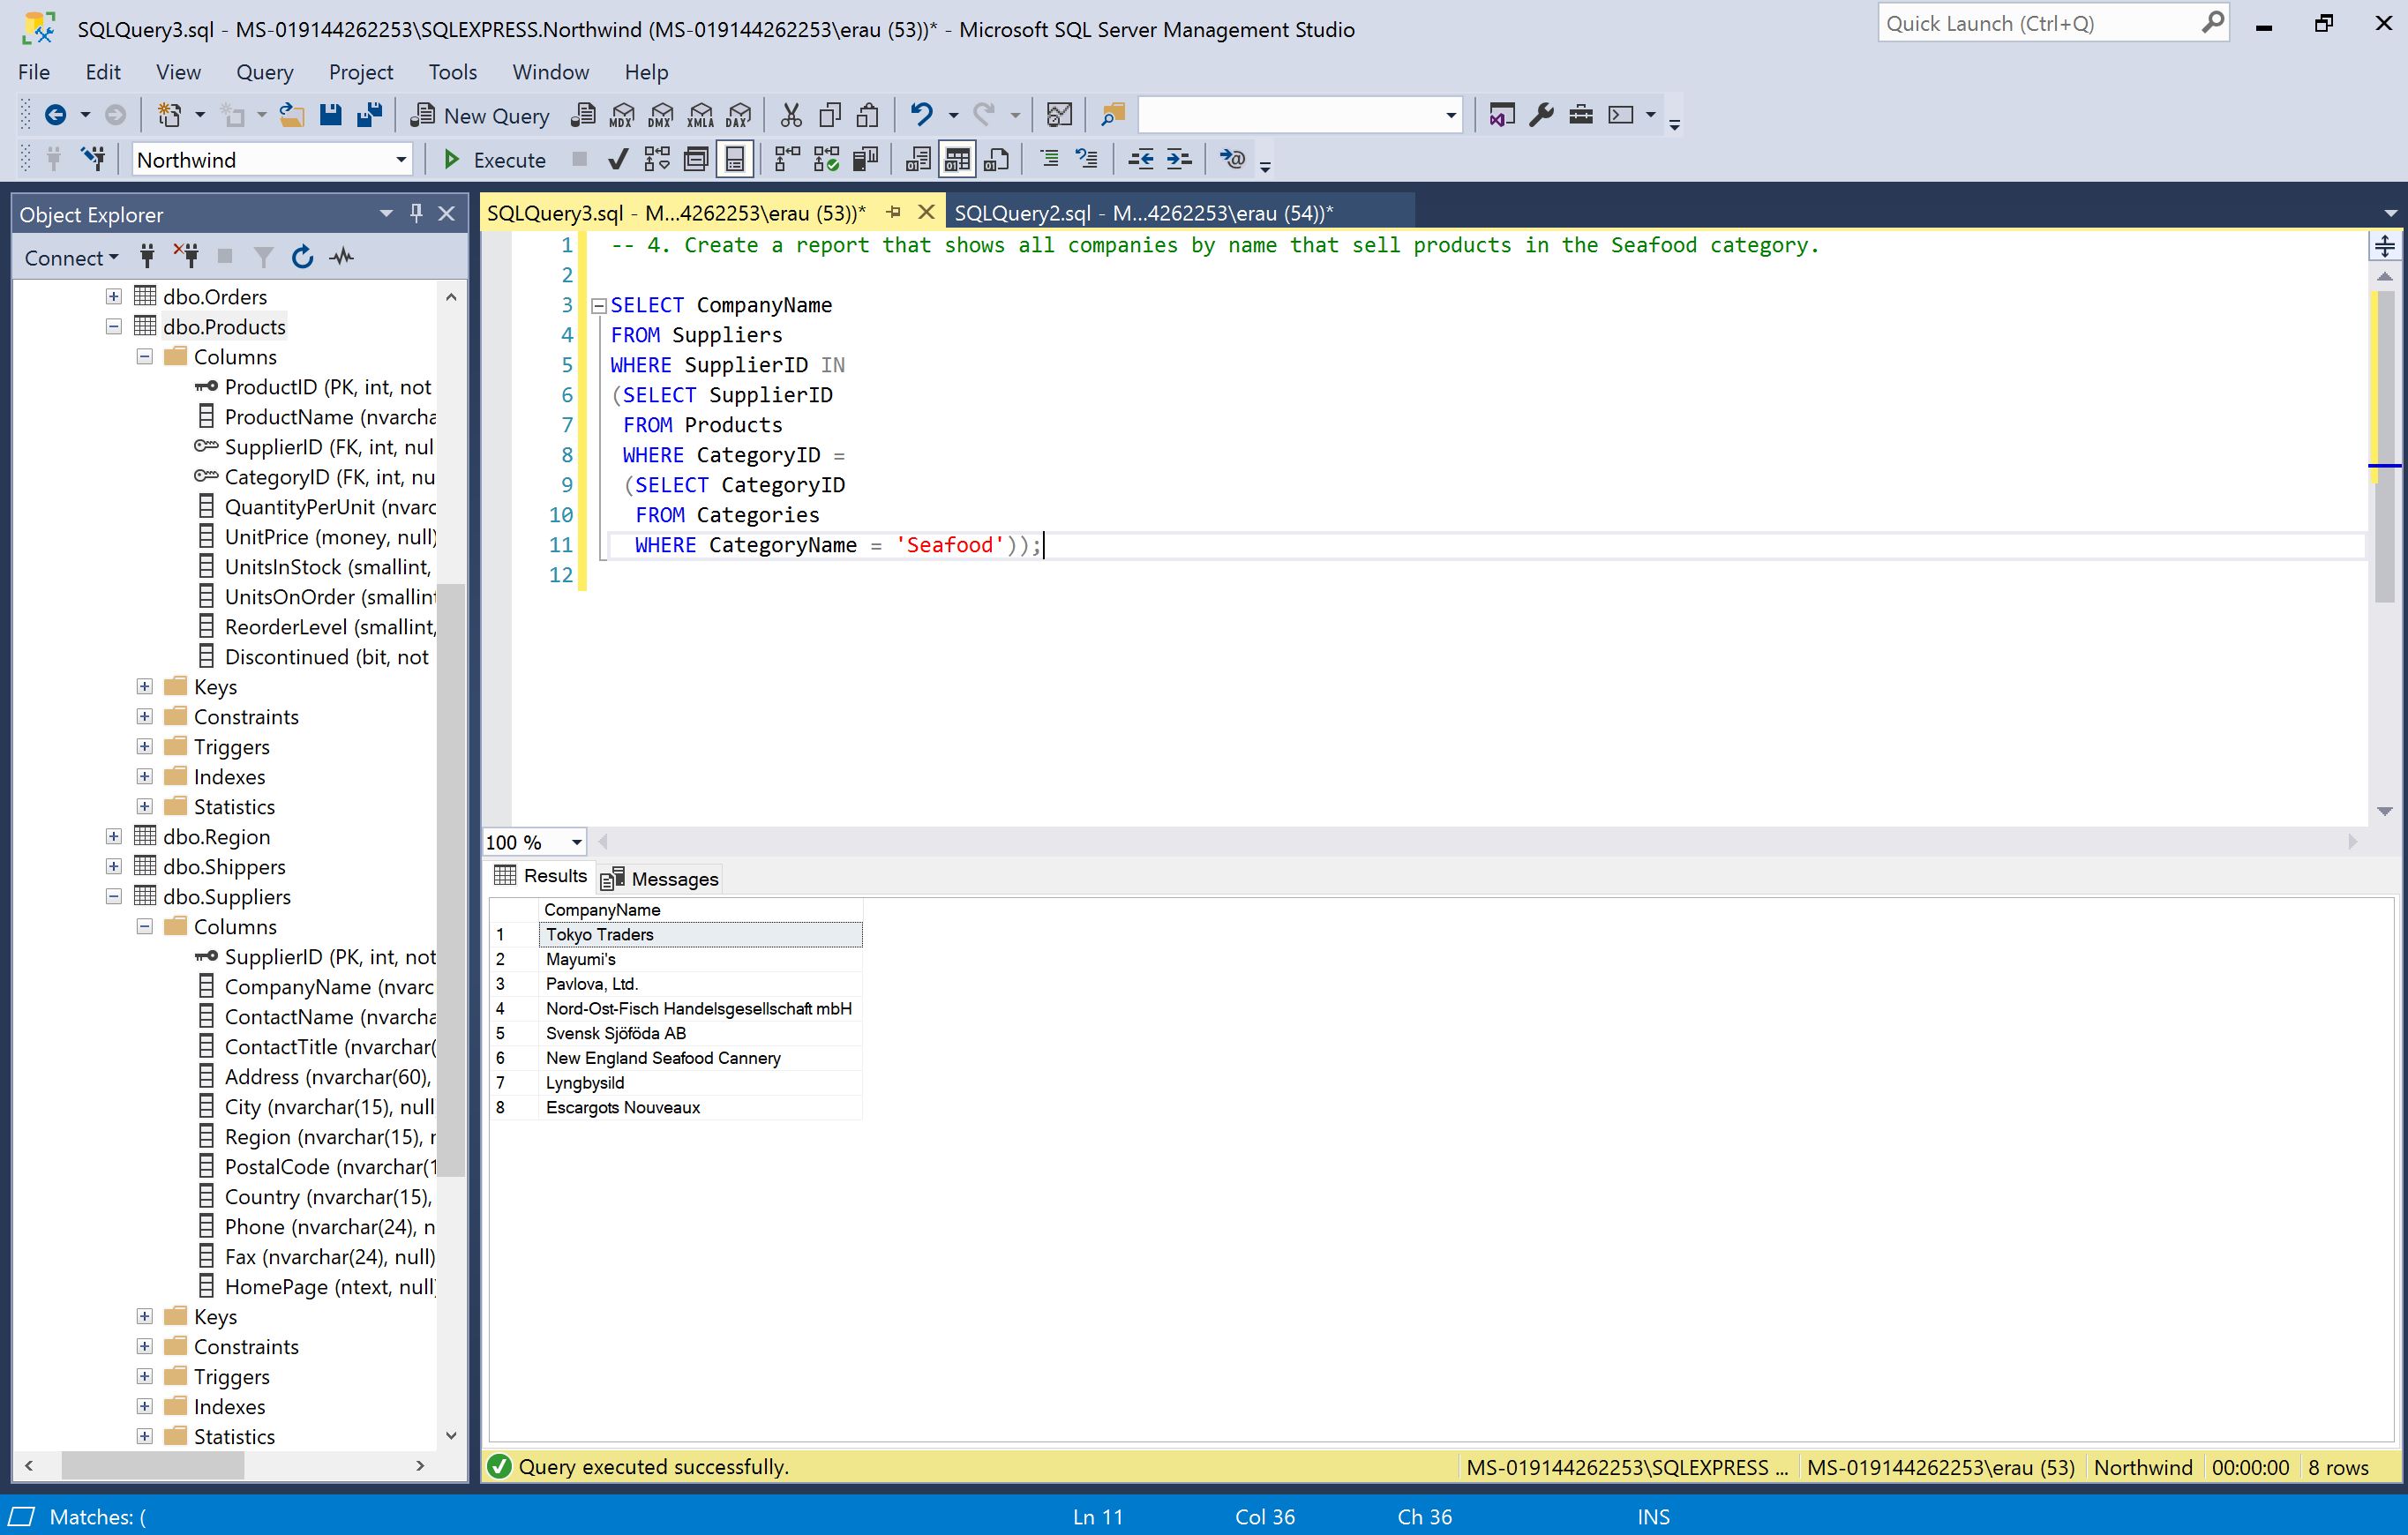 SQLQuery3.sql - MS-019144262253\SQLEXPRESS.Northwind (MS-019144262253\erau (53))* - Microsoft SQL Server Management Studio
Quick Launch (Ctrl+Q)
File Edit View Query Project Tools Window Help
New Query MDX DMX XMLA DAX
Northwind Execute
Object Explorer
Connect
dbo.Orders
dbo.Products
Columns
ProductID (PK, int, not
ProductName (nvarcha
SupplierID (FK, int, nul
CategoryID (FK, int, nu
QuantityPerUnit (nvarc
UnitPrice (money, null)
UnitsInStock (smallint,
UnitsOnOrder (smallint
ReorderLevel (smallint,
Discontinued (bit, not
Keys
Constraints
Triggers
Indexes
Statistics
dbo.Region
dbo.Shippers
dbo.Suppliers
Columns
SupplierID (PK, int, not
CompanyName (nvarc
ContactName (nvarcha
ContactTitle (nvarchar(
Address (nvarchar(60),
City (nvarchar(15), null
Region (nvarchar(15), r
PostalCode (nvarchar(1
Country (nvarchar(15),
Phone (nvarchar(24), n
Fax (nvarchar(24), null)
HomePage (ntext, null)
Keys
Constraints
Triggers
Indexes
Statistics
SQLQuery3.sql - M...4262253\erau (53))*
SQLQuery2.sql - M...4262253\erau (54))*
1 -- 4. Create a report that shows all companies by name that sell products in the Seafood category.
2
3 SELECT CompanyName
4 FROM Suppliers
5 WHERE SupplierID IN
6 (SELECT SupplierID
7 FROM Products
8 WHERE CategoryID =
9 (SELECT CategoryID
10 FROM Categories
11 WHERE CategoryName = 'Seafood'));
12
100 %
Results Messages
CompanyName
1 Tokyo Traders
2 Mayumi's
3 Pavlova, Ltd.
4 Nord-Ost-Fisch Handelsgesellschaft mbH
5 Svensk Sjöföda AB
6 New England Seafood Cannery
7 Lyngbysild
8 Escargots Nouveaux
Query executed successfully.
MS-019144262253\SQLEXPRESS ... MS-019144262253\erau (53) Northwind 00:00:00 8 rows
Matches: ( Ln 11 Col 36 Ch 36 INS